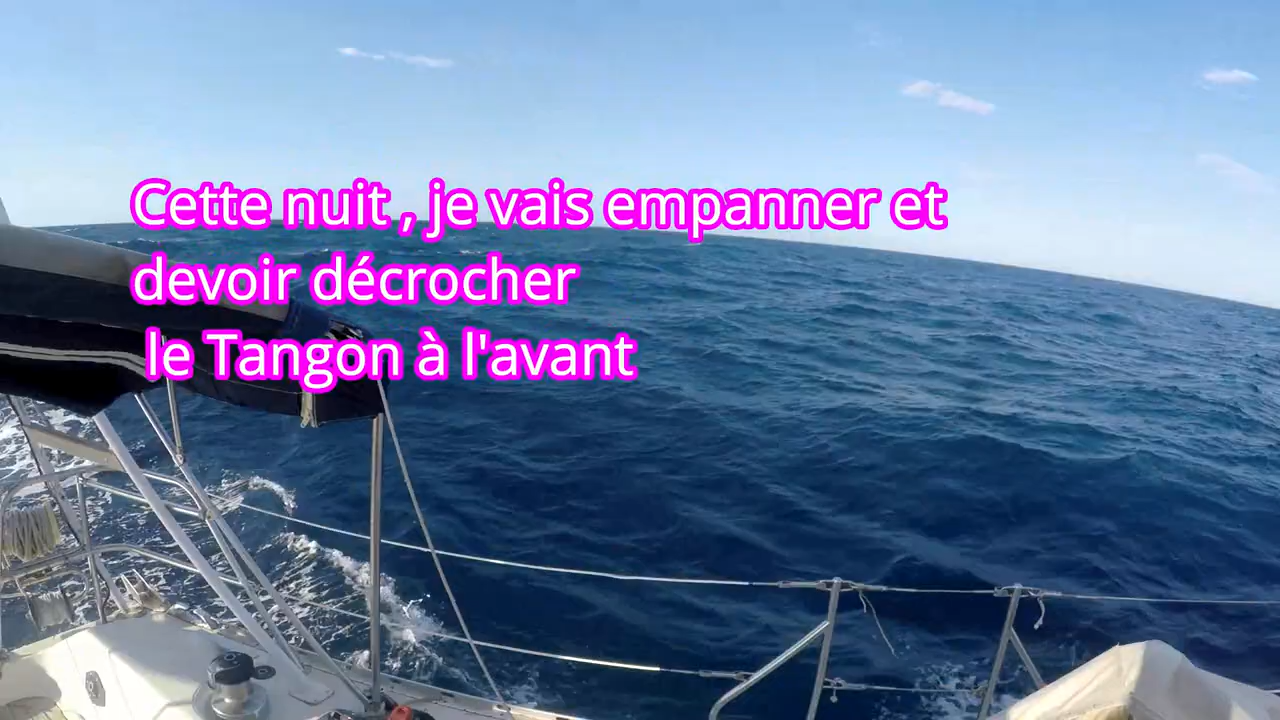 Cette nuit , je vais empanner et
devoir décrocher
le Tangon à l'avant